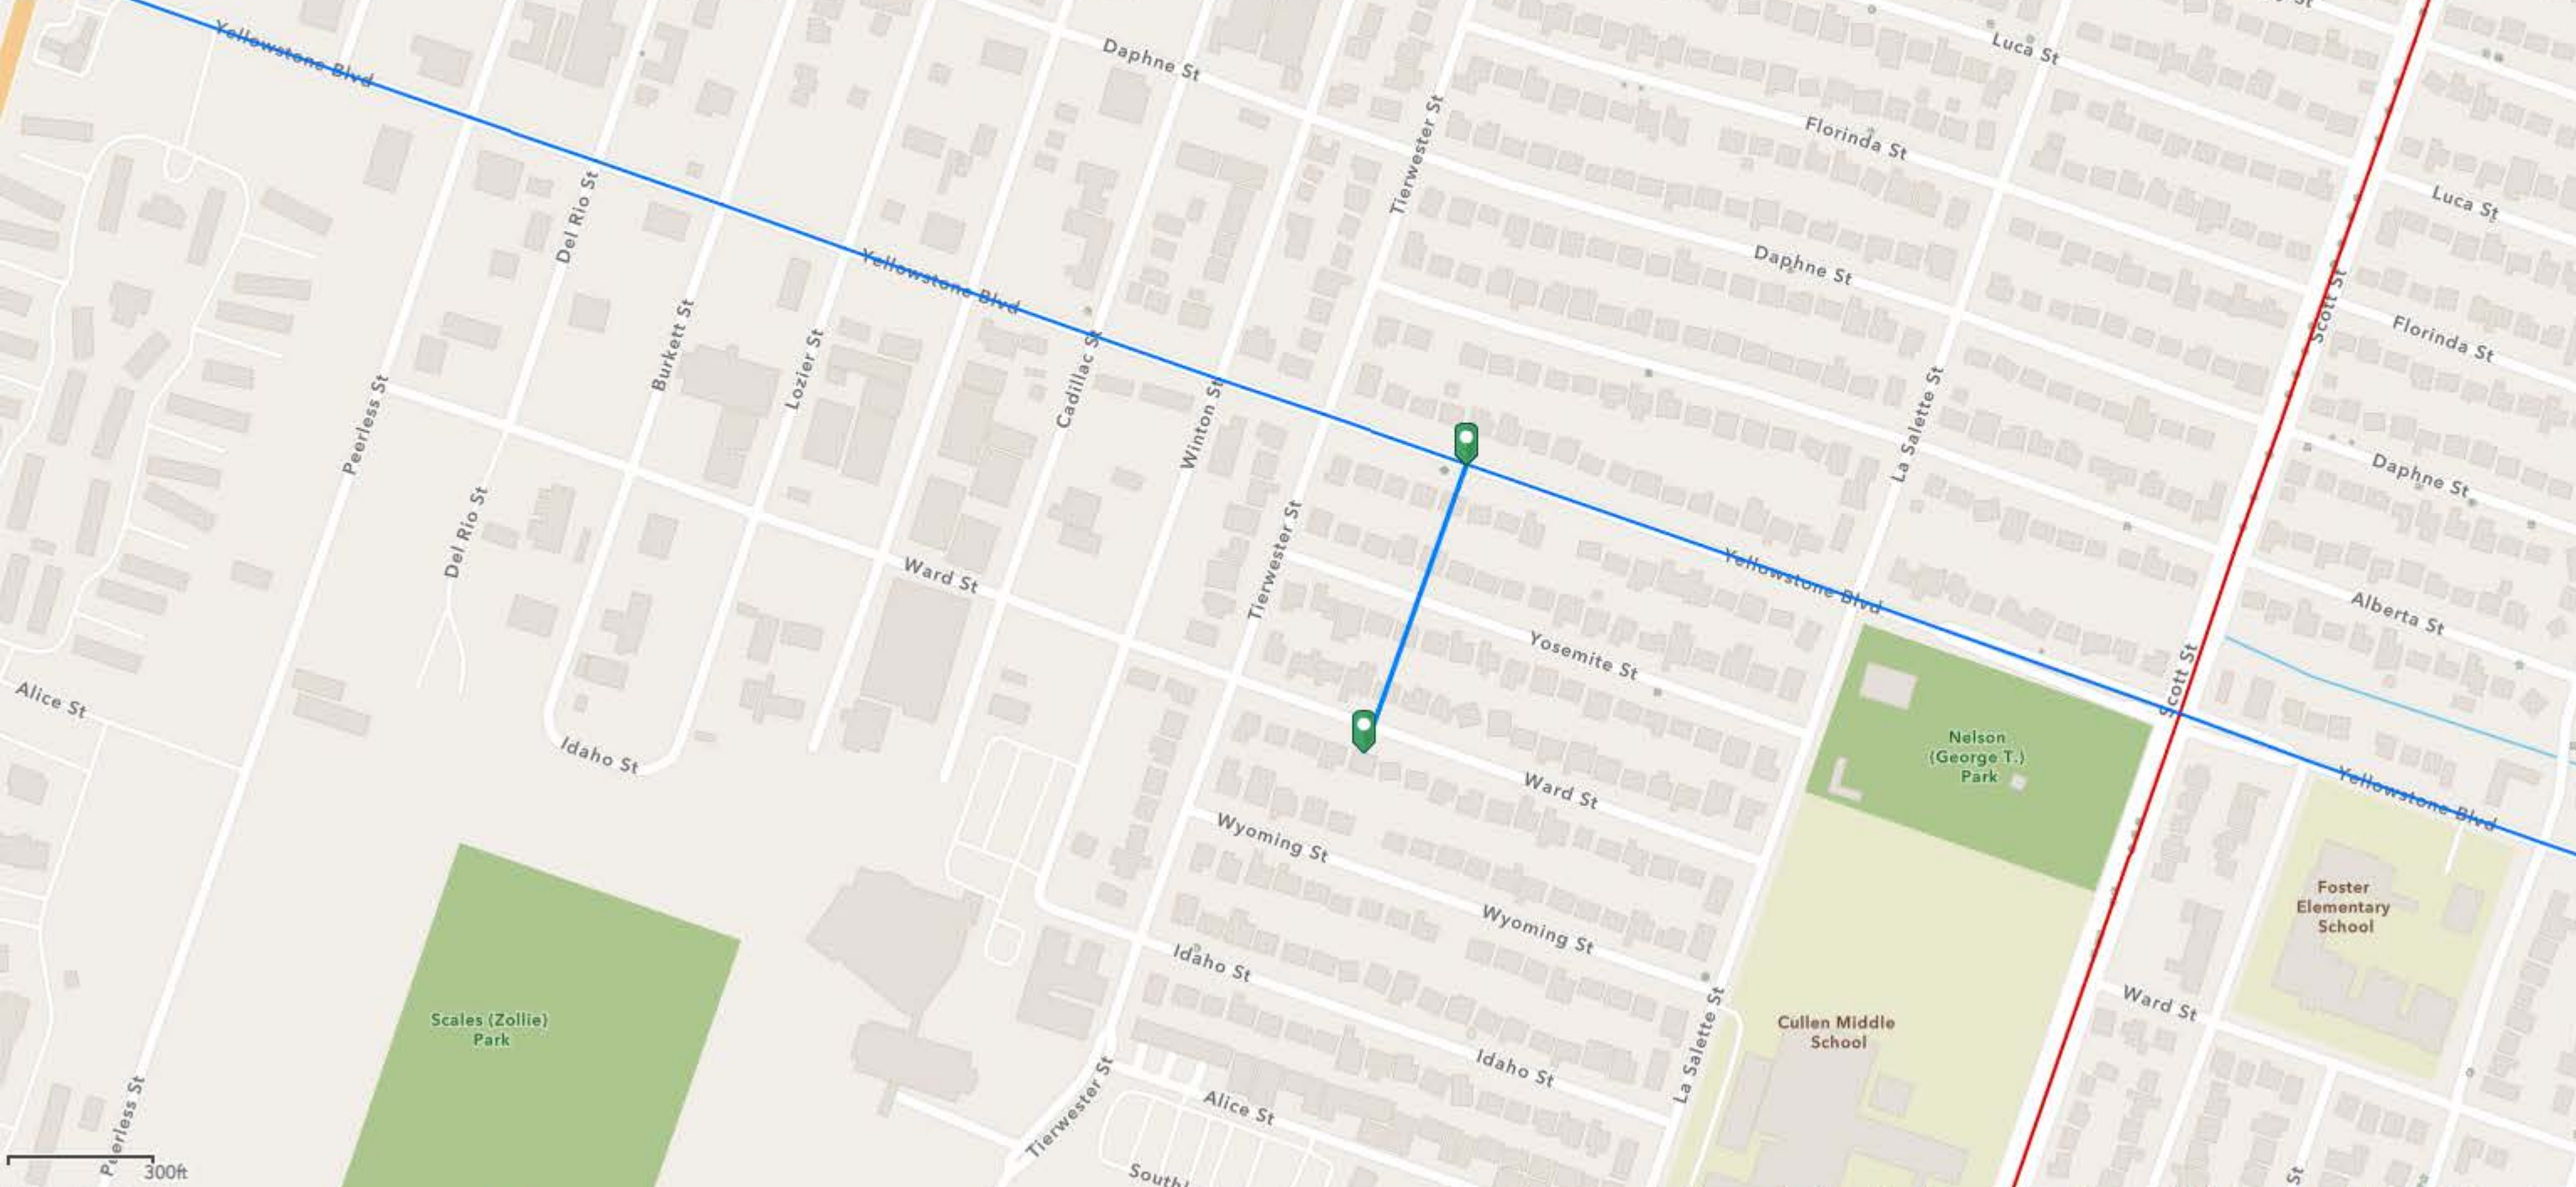 Yellowstone Blvd
Daphne St
Luca St
Florinda St
Tierwester St
Luca St
Del Rio St
Daphne St
Yellowstone Blvd
Scott St
Florinda St
Burkett St
Lozier St
Cadillac St
Winton St
Peerless St
La Salette St
Daphne St
Del Rio St
Tierwester St
Ward St
Yellowstone Blvd
Alberta St
Yosemite St
Scott St
Alice St
Idaho St
Nelson
(George T.)
Park
Ward St
Yellowstone Blvd
Wyoming St
Foster
Elementary
School
Wyoming St
Idaho St
Scales (Zollie)
Park
Cullen Middle
School
Ward St
La Salette St
Idaho St
Alice St
Peerless St
Tierwester St
300ft
St